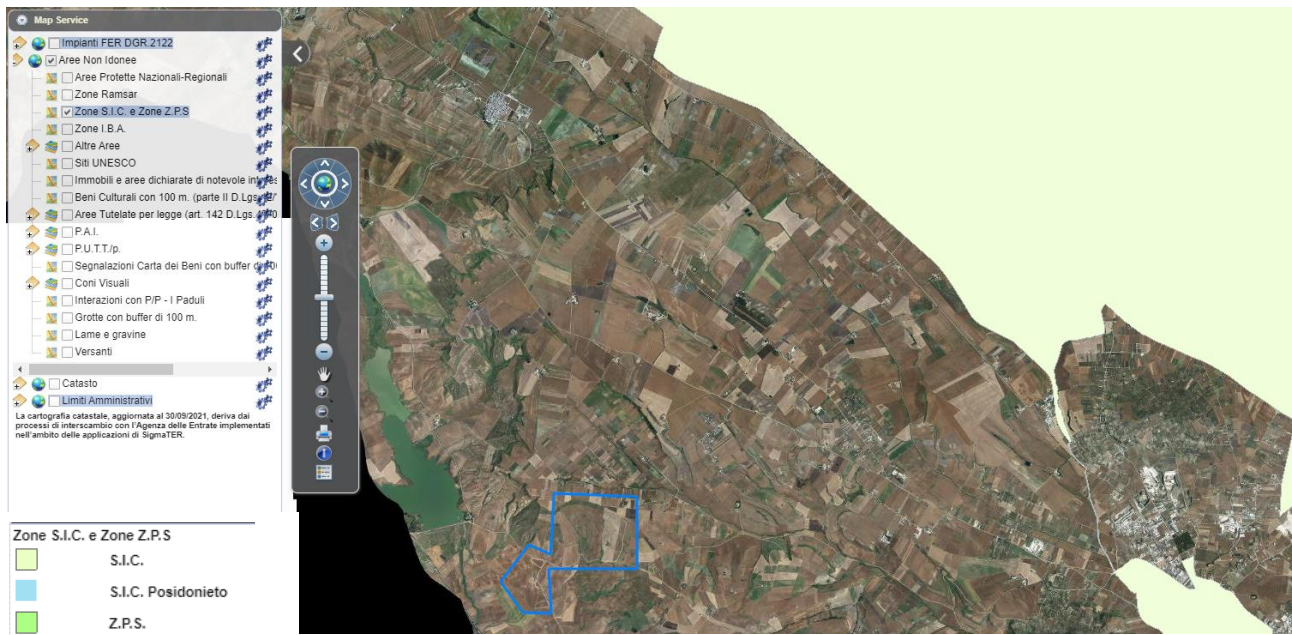 Map Service
Impianti FER DGR.2122
Aree Non Idonee
Aree Protette Nazionali-Regionali
Zone Ramsar
Zone S.I.C. e Zone Z.P.S
Zone I.B.A.
Altre Aree
Siti UNESCO
Immobili e aree dichiarate di notevole
Beni Culturali con 100 m. (parte II D.Lgs.
Aree Tutelate per legge (art. 142 D.Lgs.
P.A.I.
P.U.T.T./p.
Segnalazioni Carta dei Beni con buffer
Coni Visuali
Interazioni con P/P - I Paduli
Grotte con buffer di 100 m.
Lame e gravine
Versanti
Catasto
Limiti Amministrativi
La cartografia catastale, aggiornata al 30/09/2021, deriva dai
processi di interscambio con l'Agenzia delle Entrate implementati
nell'ambito delle applicazioni di SigmaTER.
Zone S.I.C. e Zone Z.P.S
S.I.C.
S.I.C. Posidonieto
Z.P.S.